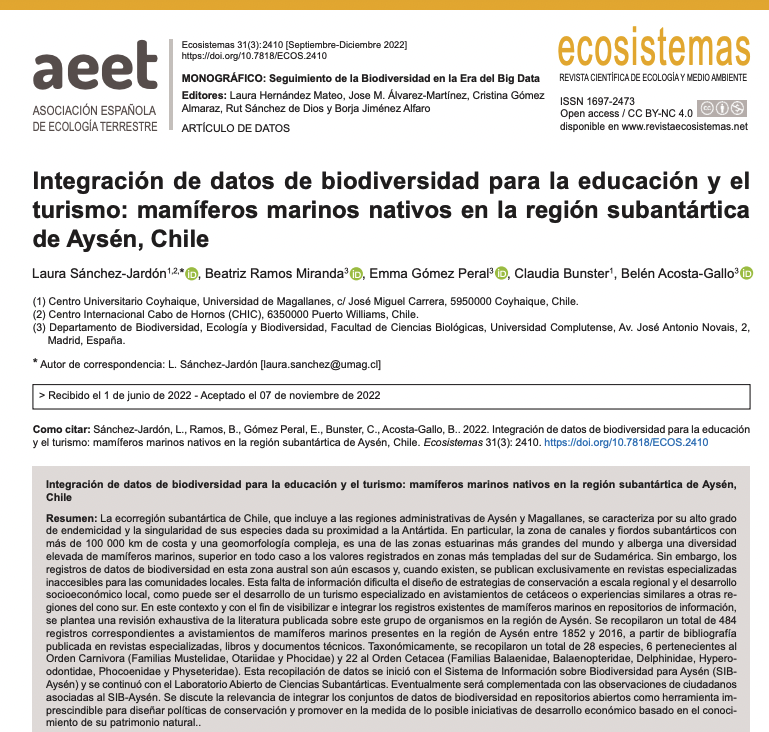 aeet
ASOCIACIÓN ESPAÑOLA
DE ECOLOGÍA TERRESTRE
Ecosistemas 31(3): 2410 [Septiembre-Diciembre 2022]
https://doi.org/10.7818/ECOS.2410
MONOGRÁFICO: Seguimiento de la Biodiversidad en la Era del Big Data
Editores: Laura Hernández Mateo, Jose M. Álvarez-Martínez, Cristina Gómez
Almaraz, Rut Sánchez de Dios y Borja Jiménez Alfaro
ARTÍCULO DE DATOS
ecosistemas
REVISTA CIENTÍFICA DE ECOLOGÍA Y MEDIO AMBIENTE
ISSN 1697-2473
Open access / CC BY-NC 4.0
disponible en www.revistaecosistemas.net
Integración de datos de biodiversidad para la educación y el
turismo: mamíferos marinos nativos en la región subantártica
de Aysén, Chile
Laura Sánchez-Jardón1,2,* iD, Beatriz Ramos Miranda3 iD, Emma Gómez Peral3 iD, Claudia Bunster1, Belén Acosta-Gallo3 iD
(1) Centro Universitario Coyhaique, Universidad de Magallanes, c/ José Miguel Carrera, 5950000 Coyhaique, Chile.
(2) Centro Internacional Cabo de Hornos (CHIC), 6350000 Puerto Williams, Chile.
(3) Departamento de Biodiversidad, Ecología y Biodiversidad, Facultad de Ciencias Biológicas, Universidad Complutense, Av. José Antonio Novais, 2,
Madrid, España.
* Autor de correspondencia: L. Sánchez-Jardón [laura.sanchez@umag.cl]
> Recibido el 1 de junio de 2022 - Aceptado el 07 de noviembre de 2022
Como citar: Sánchez-Jardón, L., Ramos, B., Gómez Peral, E., Bunster, C., Acosta-Gallo, B.. 2022. Integración de datos de biodiversidad para la educación
y el turismo: mamíferos marinos nativos en la región subantártica de Aysén, Chile. Ecosistemas 31(3): 2410. https://doi.org/10.7818/ECOS.2410
Integración de datos de biodiversidad para la educación y el turismo: mamíferos marinos nativos en la región subantártica de Aysén,
Chile
Resumen: La ecorregión subantártica de Chile, que incluye a las regiones administrativas de Aysén y Magallanes, se caracteriza por su alto grado
de endemicidad y la singularidad de sus especies dada su proximidad a la Antártida. En particular, la zona de canales y fiordos subantárticos con
más de 100 000 km de costa y una geomorfología compleja, es una de las zonas estuarinas más grandes del mundo y alberga una diversidad
elevada de mamíferos marinos, superior en todo caso a los valores registrados en zonas más templadas del sur de Sudamérica. Sin embargo, los
registros de datos de biodiversidad en esta zona austral son aún escasos y, cuando existen, se publican exclusivamente en revistas especializadas
inaccesibles para las comunidades locales. Esta falta de información dificulta el diseño de estrategias de conservación a escala regional y el desarrollo
socioeconómico local, como puede ser el desarrollo de un turismo especializado en avistamientos de cetáceos o experiencias similares a otras re-
giones del cono sur. En este contexto y con el fin de visibilizar e integrar los registros existentes de mamíferos marinos en repositorios de información,
se plantea una revisión exhaustiva de la literatura publicada sobre este grupo de organismos en la región de Aysén. Se recopilaron un total de 484
registros correspondientes a avistamientos de mamíferos marinos presentes en la región de Aysén entre 1852 y 2016, a partir de bibliografía
publicada en revistas especializadas, libros y documentos técnicos. Taxonómicamente, se recopilaron un total de 28 especies, 6 pertenecientes al
Orden Carnivora (Familias Mustelidae, Otariidae y Phocidae) y 22 al Orden Cetacea (Familias Balaenidae, Balaenopteridae, Delphinidae, Hypero-
odontidae, Phocoenidae y Physeteridae). Esta recopilación de datos se inició con el Sistema de Información sobre Biodiversidad para Aysén (SIB-
Aysén) y se continuó con el Laboratorio Abierto de Ciencias Subantárticas. Eventualmente será complementada con las observaciones de ciudadanos
asociadas al SIB-Aysén. Se discute la relevancia de integrar los conjuntos de datos de biodiversidad en repositorios abiertos como herramienta im-
prescindible para diseñar políticas de conservación y promover en la medida de lo posible iniciativas de desarrollo económico basado en el conoci-
miento de su patrimonio natural..